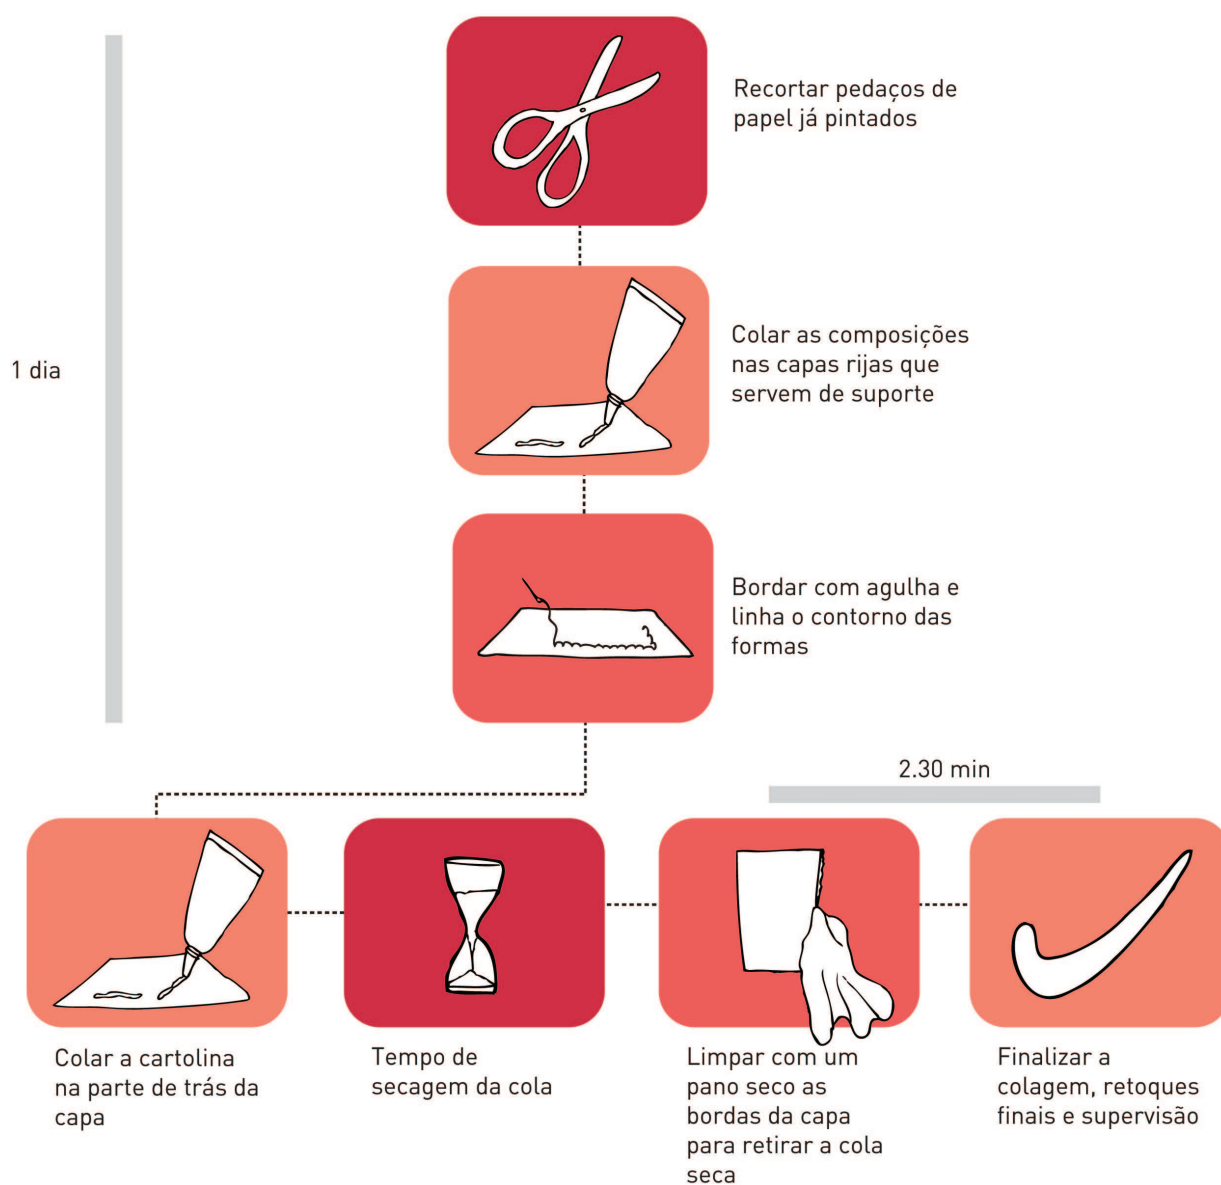 Recortar pedaços de
papel já pintados
1 dia
Colar as composições
nas capas rijas que
servem de suporte
Bordar com agulha e
linha o contorno das
formas
2.30 min
Colar a cartolina
na parte de trás da
capa
Tempo de
secagem da cola
Limpar com um
pano seco as
bordas da capa
para retirar a cola
seca
Finalizar a
colagem, retoques
finais e supervisão